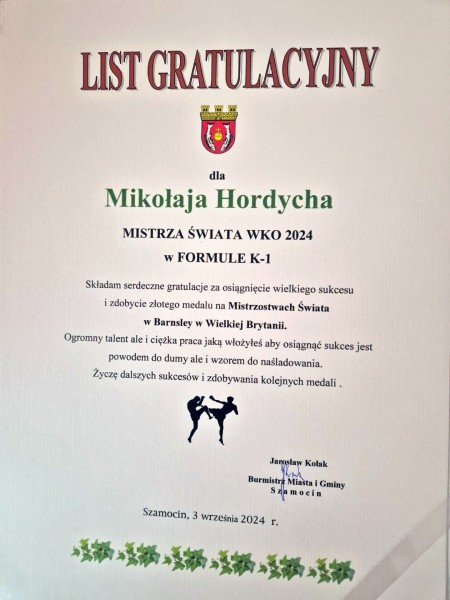 LIST GRATULACYJNY
dla
Mikołaja Hordycha
MISTRZA ŚWIATA WKO 2024
w FORMULE K-1
Składam serdeczne gratulacje za osiągnięcie wielkiego sukcesu
i zdobycie złotego medalu na Mistrzostwach Świata
w Barnsley w Wielkiej Brytanii.
Ogromny talent ale i ciężka praca jaką włożyłeś aby osiągnąć sukces jest
powodem do dumy ale i wzorem do naśladowania.
Życzę dalszych sukcesów i zdobywania kolejnych medali .
Jarosław Kołak
Burmistrz Miasta i Gminy
Szamocin
Szamocin, 3 września 2024 r.